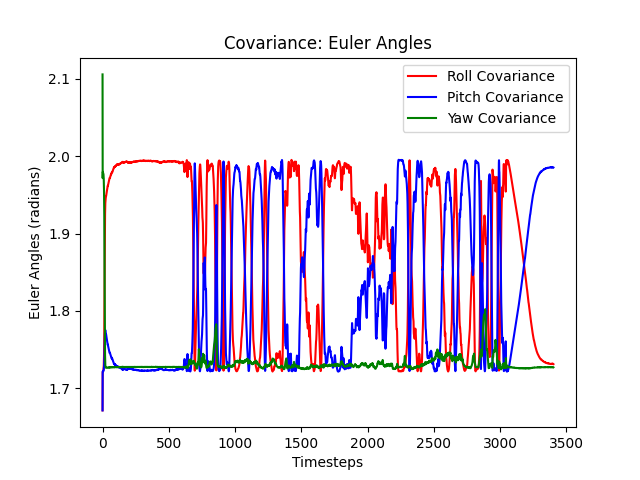 Covariance: Euler Angles
Roll Covariance
Pitch Covariance
Yaw Covariance
Euler Angles (radians)
2.1
2.0
1.9
1.8
1.7
0 500 1000 1500 2000 2500 3000 3500
Timesteps